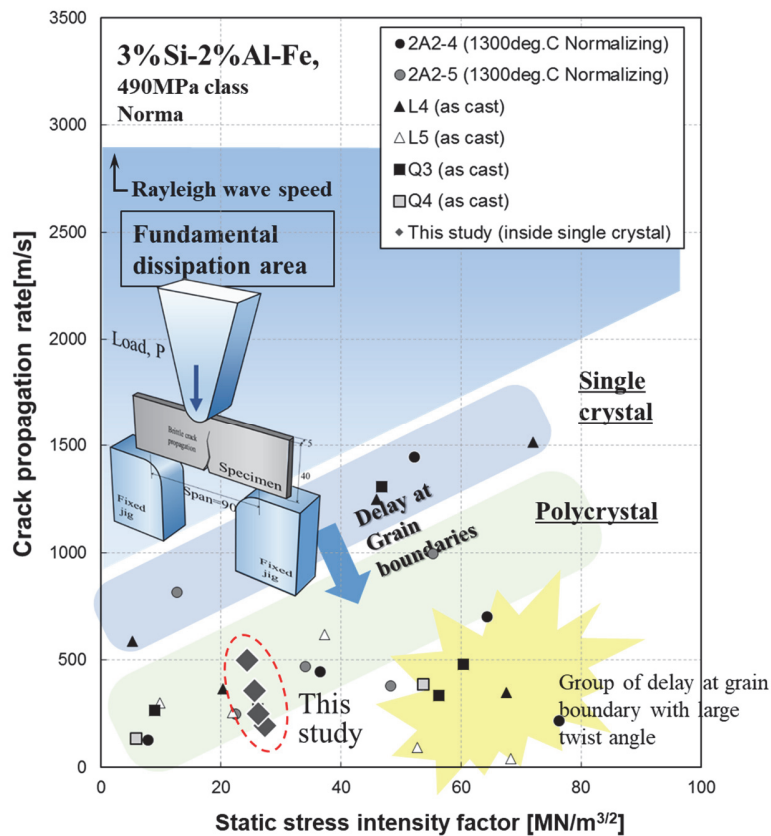 3500
3000
2500
2000
1500
1000
500
0
Crack propagation rate[m/s]
3%Si-2%Al-Fe,
490MPa class
Norma
2A2-4 (1300deg.C Normalizing)
2A2-5 (1300deg.C Normalizing)
L4 (as cast)
L5 (as cast)
Q3 (as cast)
Q4 (as cast)
This study (inside single crystal)
Rayleigh wave speed
Fundamental
dissipation area
Load, P
Brittle crack
propagation
Specimen
5
40
Span=90
Fixed
jig
Fixed
jig
Single
crystal
Delay at
Grain
boundaries
Polycrystal
This
study
Group of delay at grain
boundary with large
twist angle
0
20
40
60
80
100
Static stress intensity factor [MN/m3/2]